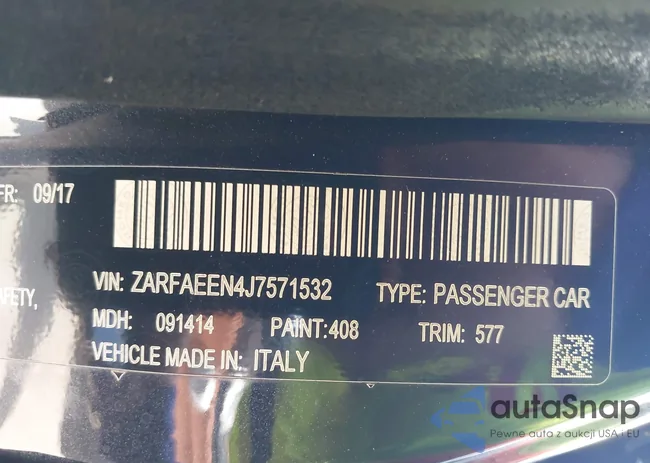 FR: 09/17
VIN: ZARFAEEN4J7571532 TYPE: PASSENGER CAR
AFETY,
MDH: 091414 PAINT:408 TRIM: 577
VEHICLE MADE IN: ITALY
autaSnap
Pewne auta z aukcji USA i EU